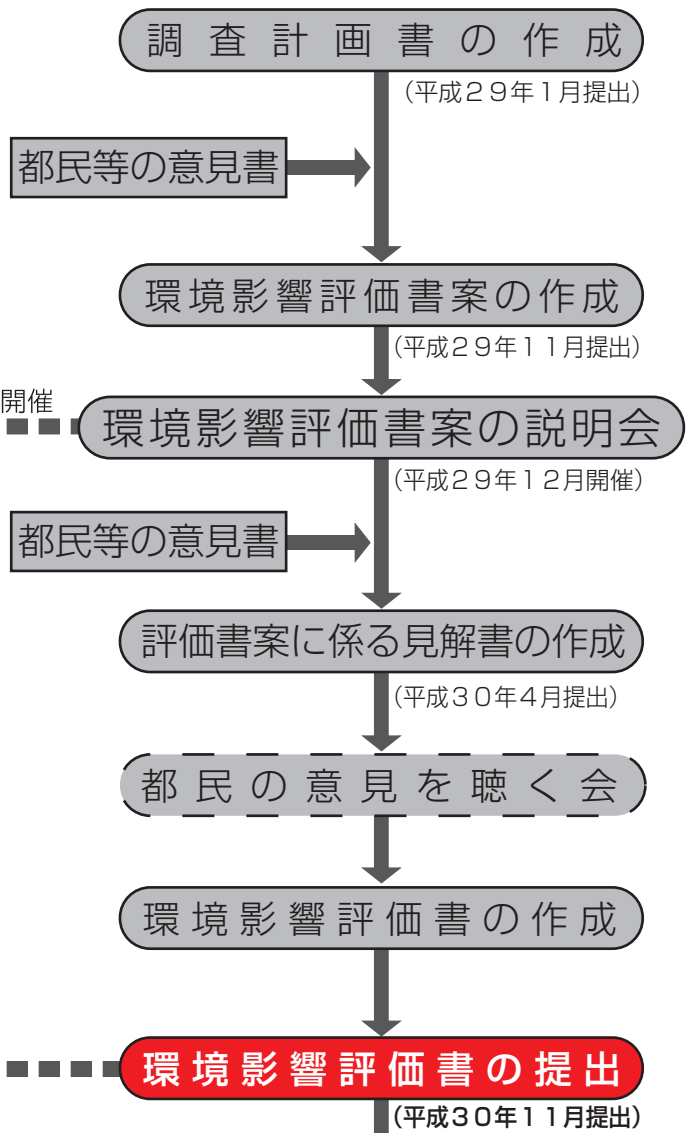 調査計画書の作成
(平成29年1月提出)
都民等の意見書
環境影響評価書案の作成
(平成29年11月提出)
開催
環境影響評価書案の説明会
(平成29年12月開催)
都民等の意見書
評価書案に係る見解書の作成
(平成30年4月提出)
都民の意見を聴く会
環境影響評価書の作成
環境影響評価書の提出
(平成30年11月提出)